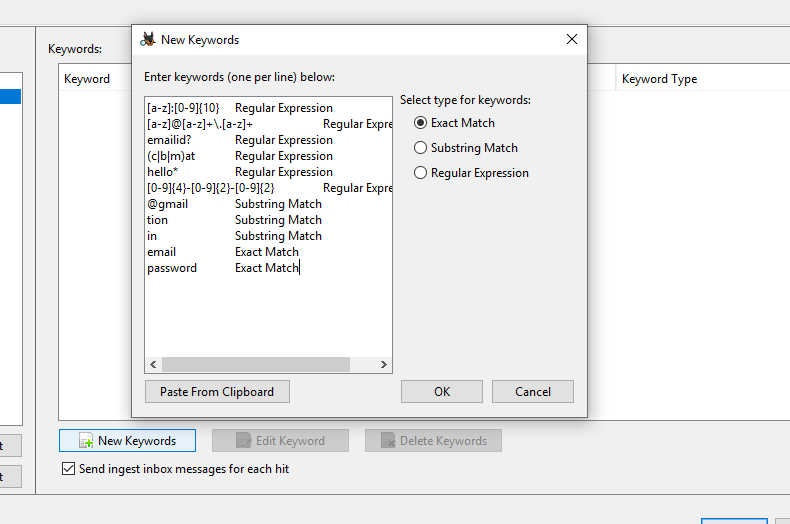 New Keywords
Keywords:
Enter keywords (one per line) below:
Keyword
Keyword Type
Select type for keywords:
[a-z]:[0-9]{10} Regular Expression
[a-z]@[a-z]+\.[a-z]+ Regular Expre
emailid? Regular Expression
(c|b|m)at Regular Expression
hello* Regular Expression
[0-9]{4}-[0-9]{2}-[0-9]{2} Regular Expre
@gmail Substring Match
tion Substring Match
in Substring Match
email Exact Match
password Exact Match
Exact Match
Substring Match
Regular Expression
Paste From Clipboard
OK
Cancel
New Keywords
Edit Keyword
Delete Keywords
t
Send ingest inbox messages for each hit
t